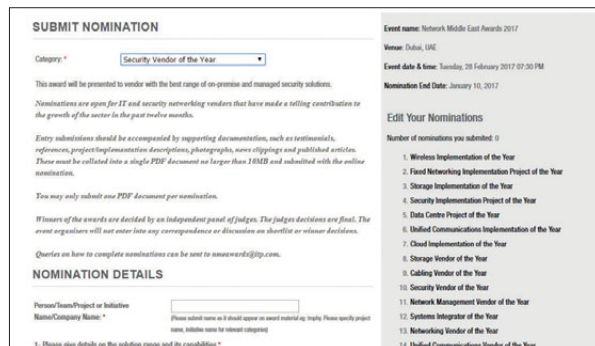 SUBMIT NOMINATION
Category: *
Security Vendor of the Year
This award will be presented to vendor with the best range of on-premise and managed security solutions.
Nominations are open for IT and security networking vendors that have made a telling contribution to
the growth of the sector in the past twelve months.
Entry submissions should be accompanied by supporting documentation, such as testimonials,
references, project/implementation descriptions, photographs, news clippings and published articles.
These must be collated into a single PDF document no larger than 10MB and submitted with the online
nomination.
You may only submit one PDF document per nomination.
Winners of the awards are decided by an independent panel of judges. The judges decisions are final. The
event organisers will not enter into any correspondence or discussion on shortlist or winner decisions.
Queries on how to complete nominations can be sent to nmeawards@itp.com.
NOMINATION DETAILS
Person/Team/Project or Initiative
Name/Company Name: *
(Please submit name as it should appear on award material eg: trophy. Please specify project
name, initiative name for relevant categories)
1.- Please give details on the solution range and its capabilities *
Event name: Network Middle East Awards 2017
Venue: Dubai, UAE
Event date & time: Tuesday, 28 February 2017 07:30 PM
Nomination End Date: January 10, 2017
Edit Your Nominations
Number of nominations you submited: 0
1. Wireless Implementation of the Year
2. Fixed Networking Implementation Project of the Year
3. Storage Implementation of the Year
4. Security Implementation Project of the Year
5. Data Centre Project of the Year
6. Unified Communications Implementation of the Year
7. Cloud Implementation of the Year
8. Storage Vendor of the Year
9. Cabling Vendor of the Year
10. Security Vendor of the Year
11. Network Management Vendor of the Year
12. Systems Integrator of the Year
13. Networking Vendor of the Year
14. Unified Communications Vendor of the Year